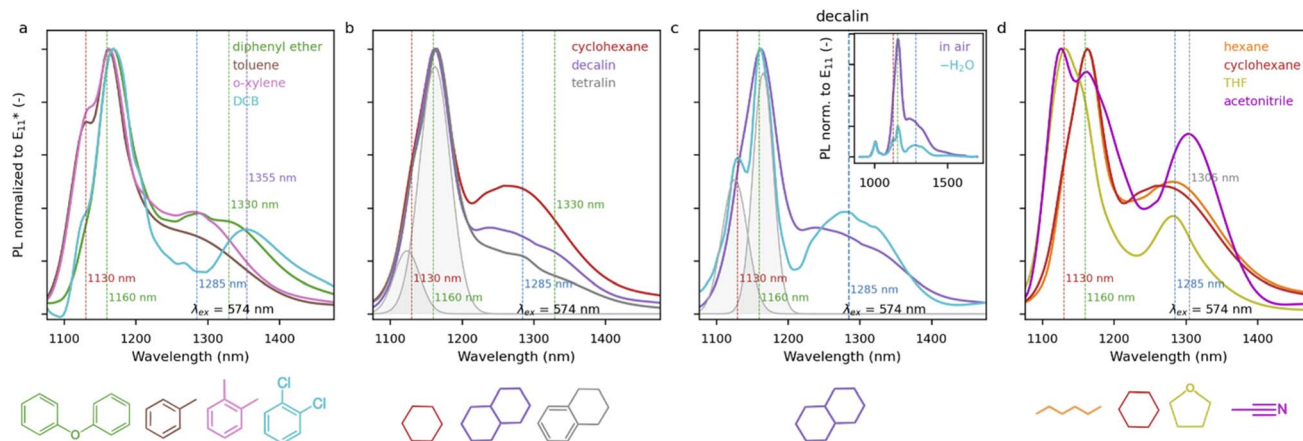 decalin
a
b
c
d
PL normalized to E11* (-)
diphenyl ether
toluene
o-xylene
DCB
1355 nm
1330 nm
1130 nm
1160 nm
1285 nm
λex = 574 nm
1100
1200
1300
1400
Wavelength (nm)
cyclohexane
decalin
tetralin
1330 nm
1130 nm
1160 nm
1285 nm
λex = 574 nm
1100
1200
1300
1400
Wavelength (nm)
PL norm. to E11 (-)
in air
−H2O
1000
1500
1130 nm
1160 nm
1285 nm
λex = 574 nm
1100
1200
1300
1400
Wavelength (nm)
hexane
cyclohexane
THF
acetonitrile
1305 nm
1130 nm
1160 nm
1285 nm
λex = 574 nm
1100
1200
1300
1400
Wavelength (nm)
O
Cl
Cl
O
N